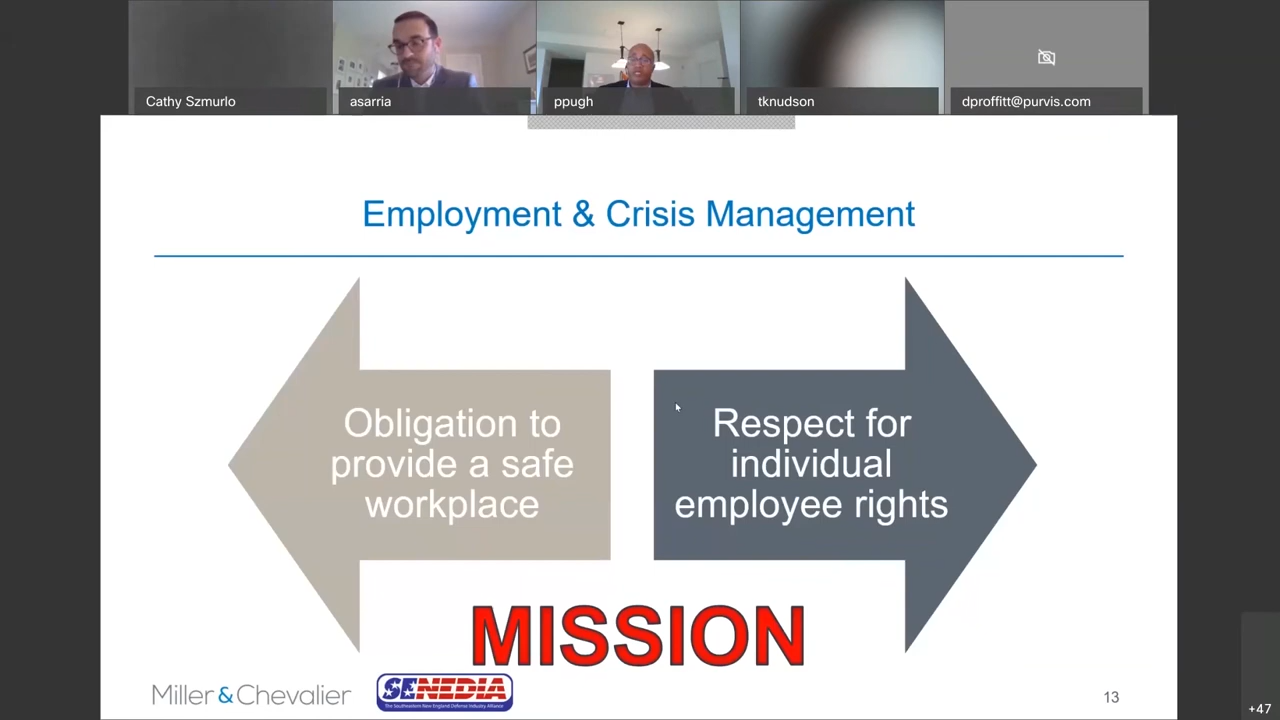 Cathy Szmurlo
asarria
ppugh
tknudson
dproffitt@purvis.com
Employment & Crisis Management
Obligation to
provide a safe
workplace
Respect for
individual
employee rights
MISSION
Miller & Chevalier
SENEDIA
The Southeastern New England Defense Industry Alliance
13
+47